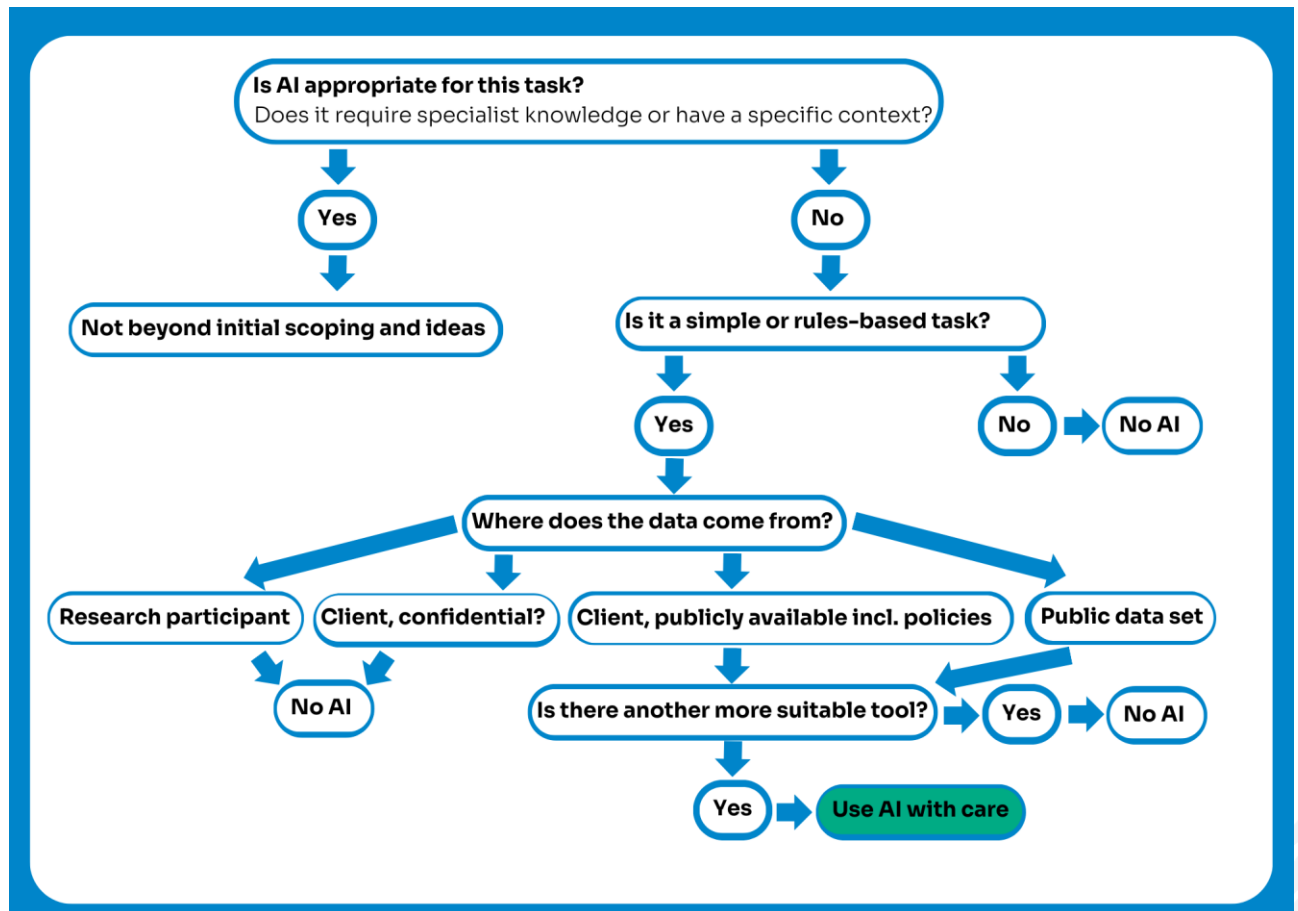 Is AI appropriate for this task?
Does it require specialist knowledge or have a specific context?
Yes
No
Not beyond initial scoping and ideas
Is it a simple or rules-based task?
Yes
No
No AI
Where does the data come from?
Research participant
Client, confidential?
Client, publicly available incl. policies
Public data set
No AI
Is there another more suitable tool?
Yes
No AI
Yes
Use AI with care